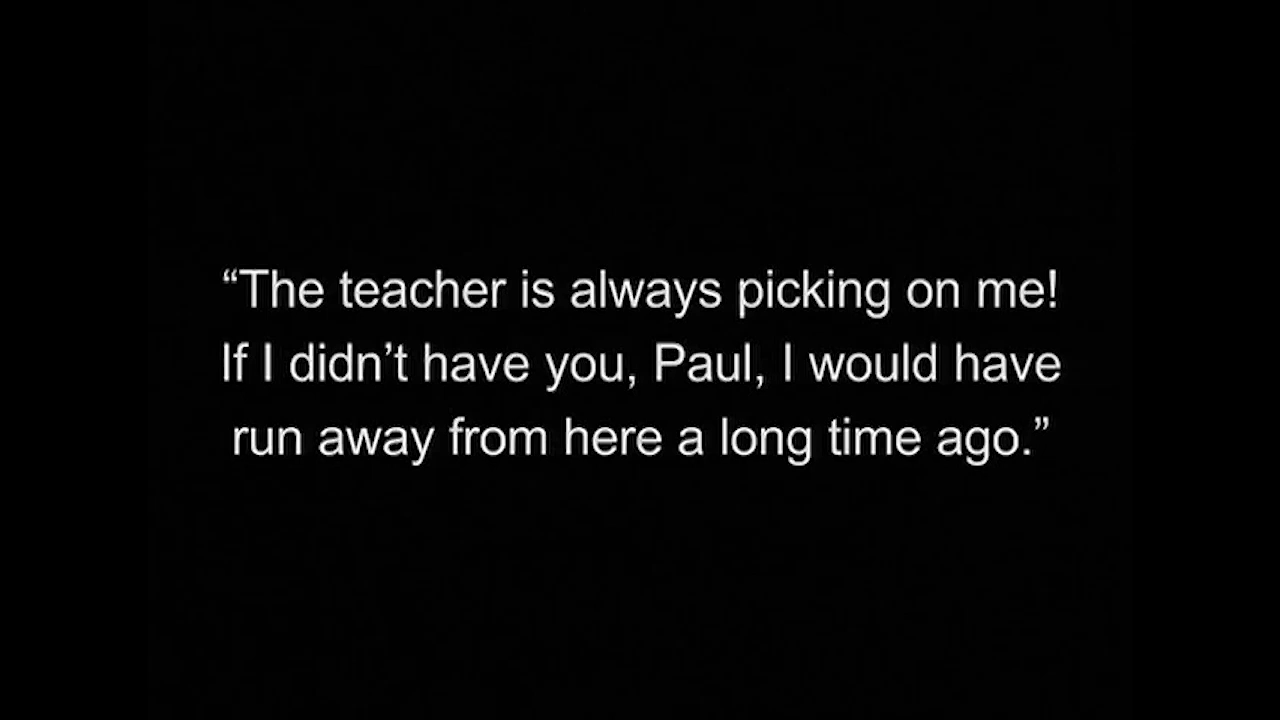 “The teacher is always picking on me!
If I didn’t have you, Paul, I would have
run away from here a long time ago.”